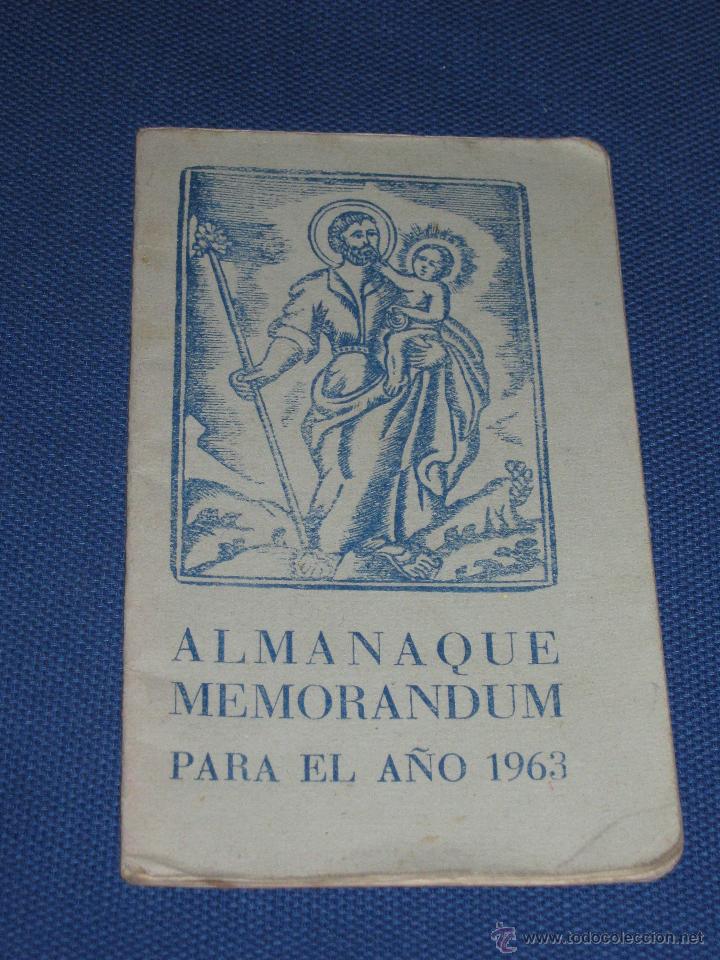 ALMANAQUE
MEMORANDUM
PARA EL AÑO 1963
© www.todocoleccion.net